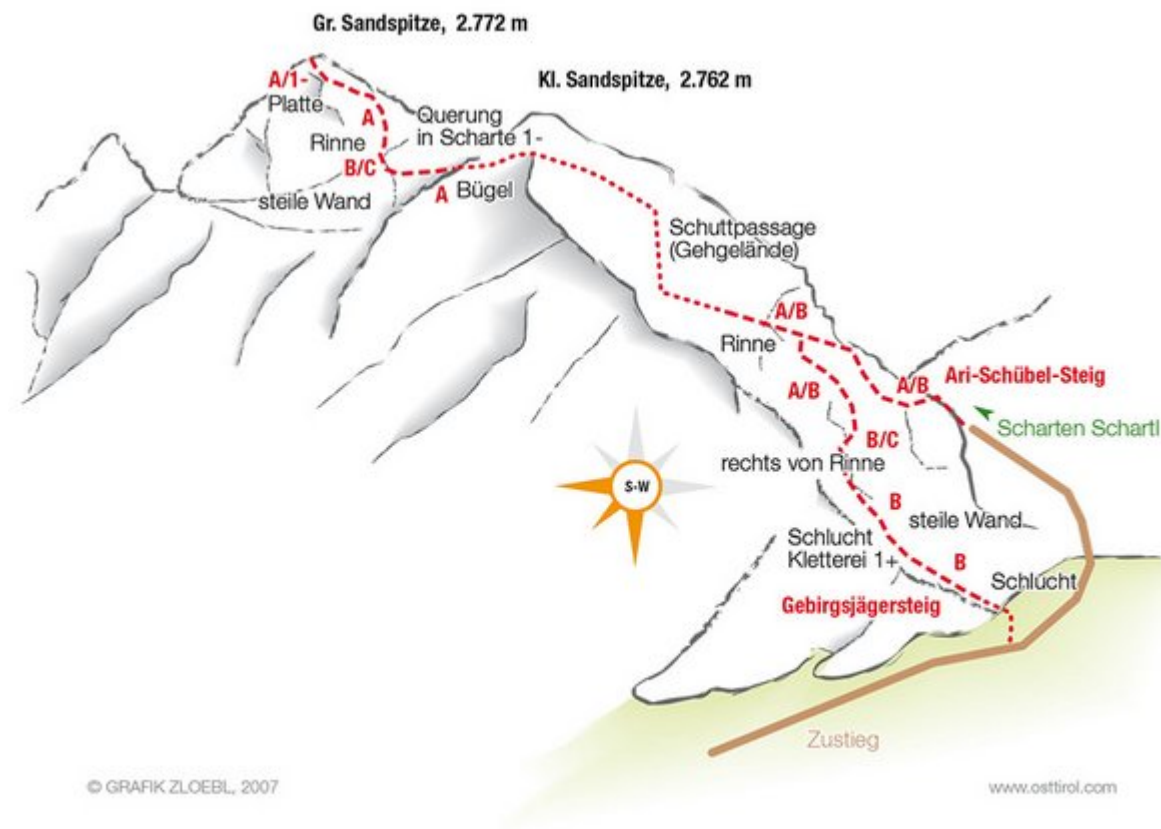 Gr. Sandspitze, 2.772 m
Kl. Sandspitze, 2.762 m
A/1-
Platte
A
Querung
in Scharte 1-
Rinne
B/C
steile Wand
A
Bügel
Schuttpassage
(Gehgelände)
A/B
Rinne
A/B
A/B
Ari-Schübel-Steig
Scharten Schartl
B/C
rechts von Rinne
S-W
B
steile Wand
Schlucht
Kletterei 1+
B
Schlucht
Gebirgsjägersteig
Zustieg
© GRAFIK ZLOEBL, 2007
www.osttirol.com